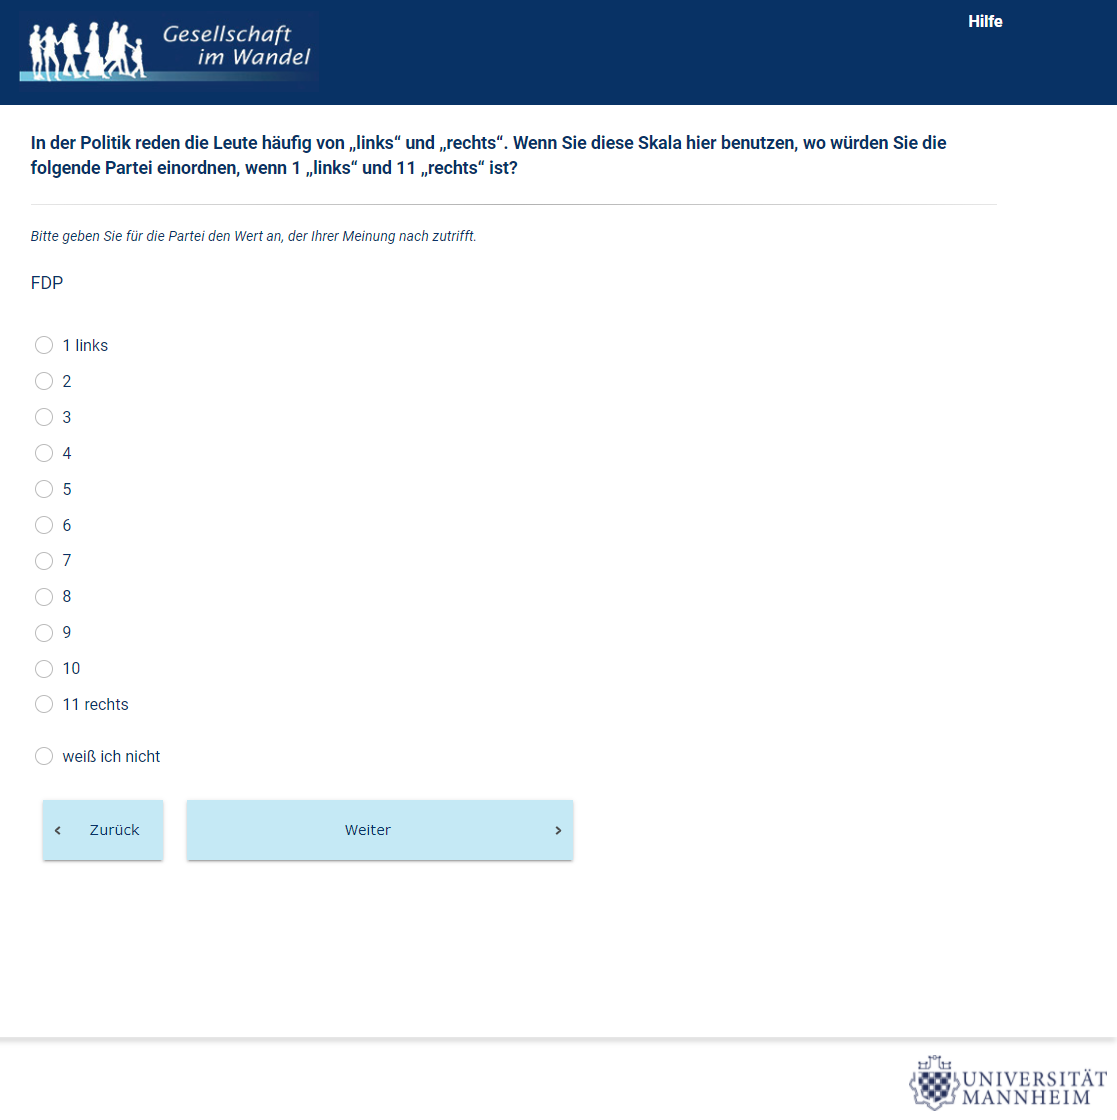 Gesellschaft
im Wandel
Hilfe
In der Politik reden die Leute häufig von „links“ und „rechts“. Wenn Sie diese Skala hier benutzen, wo würden Sie die
folgende Partei einordnen, wenn 1 „links“ und 11 „rechts“ ist?
Bitte geben Sie für die Partei den Wert an, der Ihrer Meinung nach zutrifft.
FDP
1 links
2
3
4
5
6
7
8
9
10
11 rechts
weiß ich nicht
Zurück
Weiter
UNIVERSITÄT
MANNHEIM